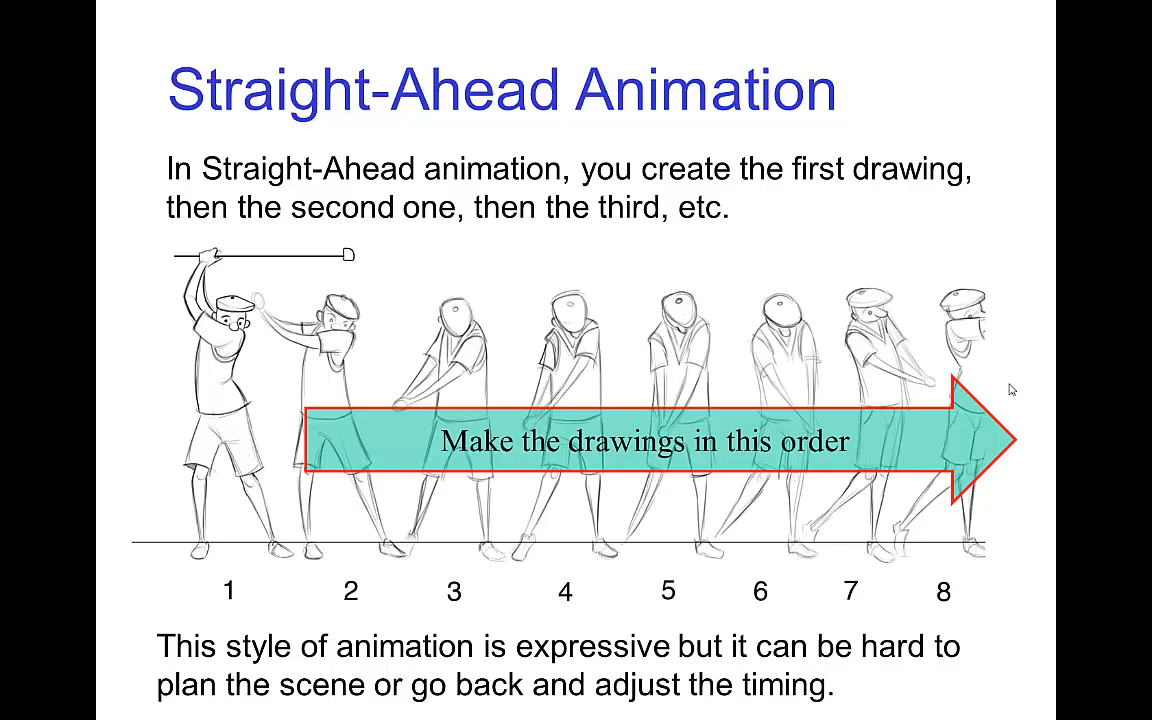 Straight-Ahead Animation
In Straight-Ahead animation, you create the first drawing,
then the second one, then the third, etc.
Make the drawings in this order
1 2 3 4 5 6 7 8
This style of animation is expressive but it can be hard to
plan the scene or go back and adjust the timing.